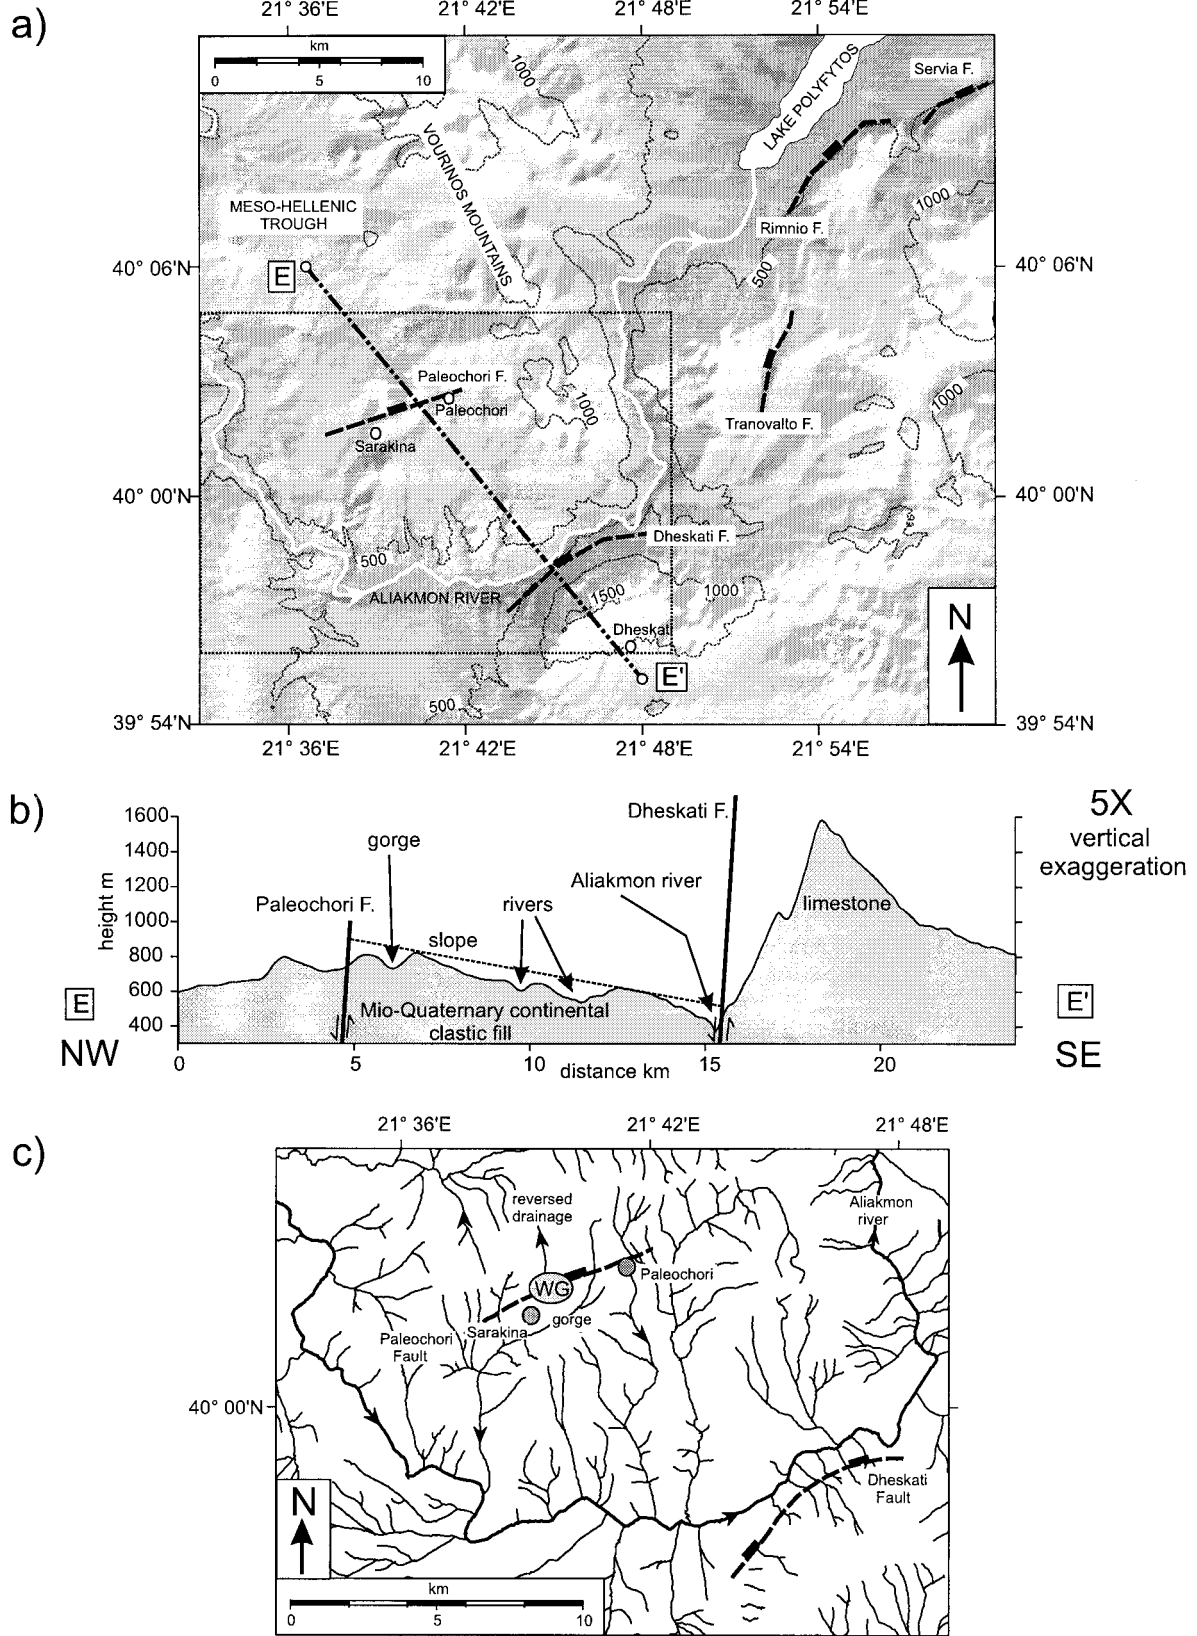 a)
21° 36'E 21° 42'E 21° 48'E 21° 54'E
km
0 5 10
1000
LAKE POLYFYTOS
Servia F.
VOURINOS MOUNTAINS
MESO-HELLENIC
TROUGH
1000
Rimnio F.
40° 06'N
E
500
40° 06'N
Paleochori F.
Paleochori
1000
1000
Sarakina
Tranovalto F.
40° 00'N
40° 00'N
500
Dheskati F.
ALIAKMON RIVER
1500
1000
Dheskati
N
E'
500
39° 54'N
39° 54'N
21° 36'E 21° 42'E 21° 48'E 21° 54'E
b)
5X
vertical
exaggeration
height m
1600
1400
1200
1000
800
600
400
Dheskati F.
gorge
Aliakmon river
Paleochori F.
rivers
limestone
slope
Mio-Quaternary continental
clastic fill
E
NW
E'
SE
0 5 10 15 20
distance km
c)
21° 36'E 21° 42'E 21° 48'E
reversed
drainage
Aliakmon
river
WG
Paleochori
Sarakina
gorge
Paleochori
Fault
40° 00'N
Dheskati
Fault
N
km
0 5 10